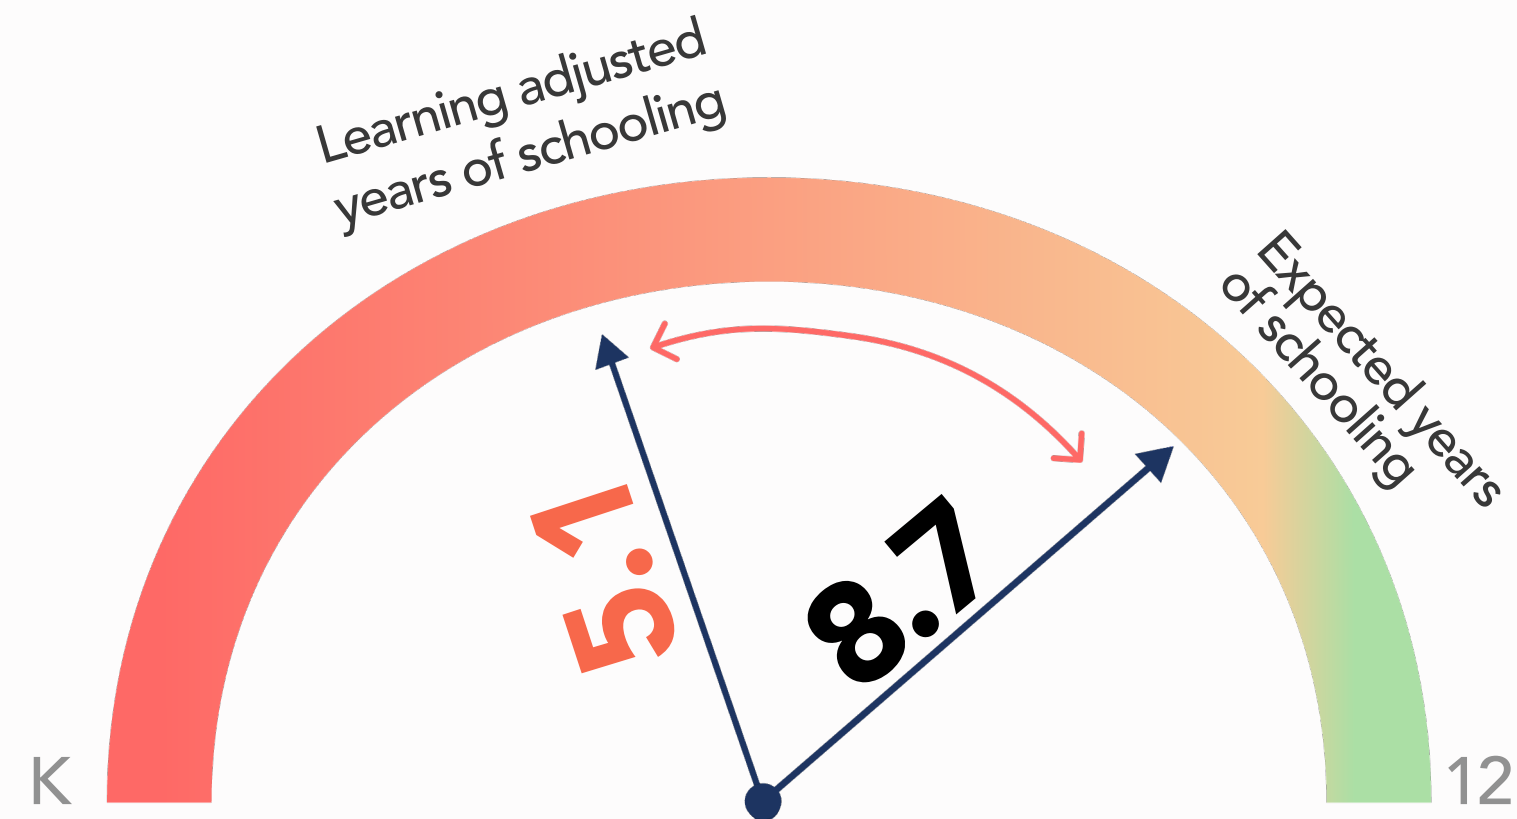 Learning adjusted
years of schooling
Expected years
of schooling
5.1
8.7
K
12